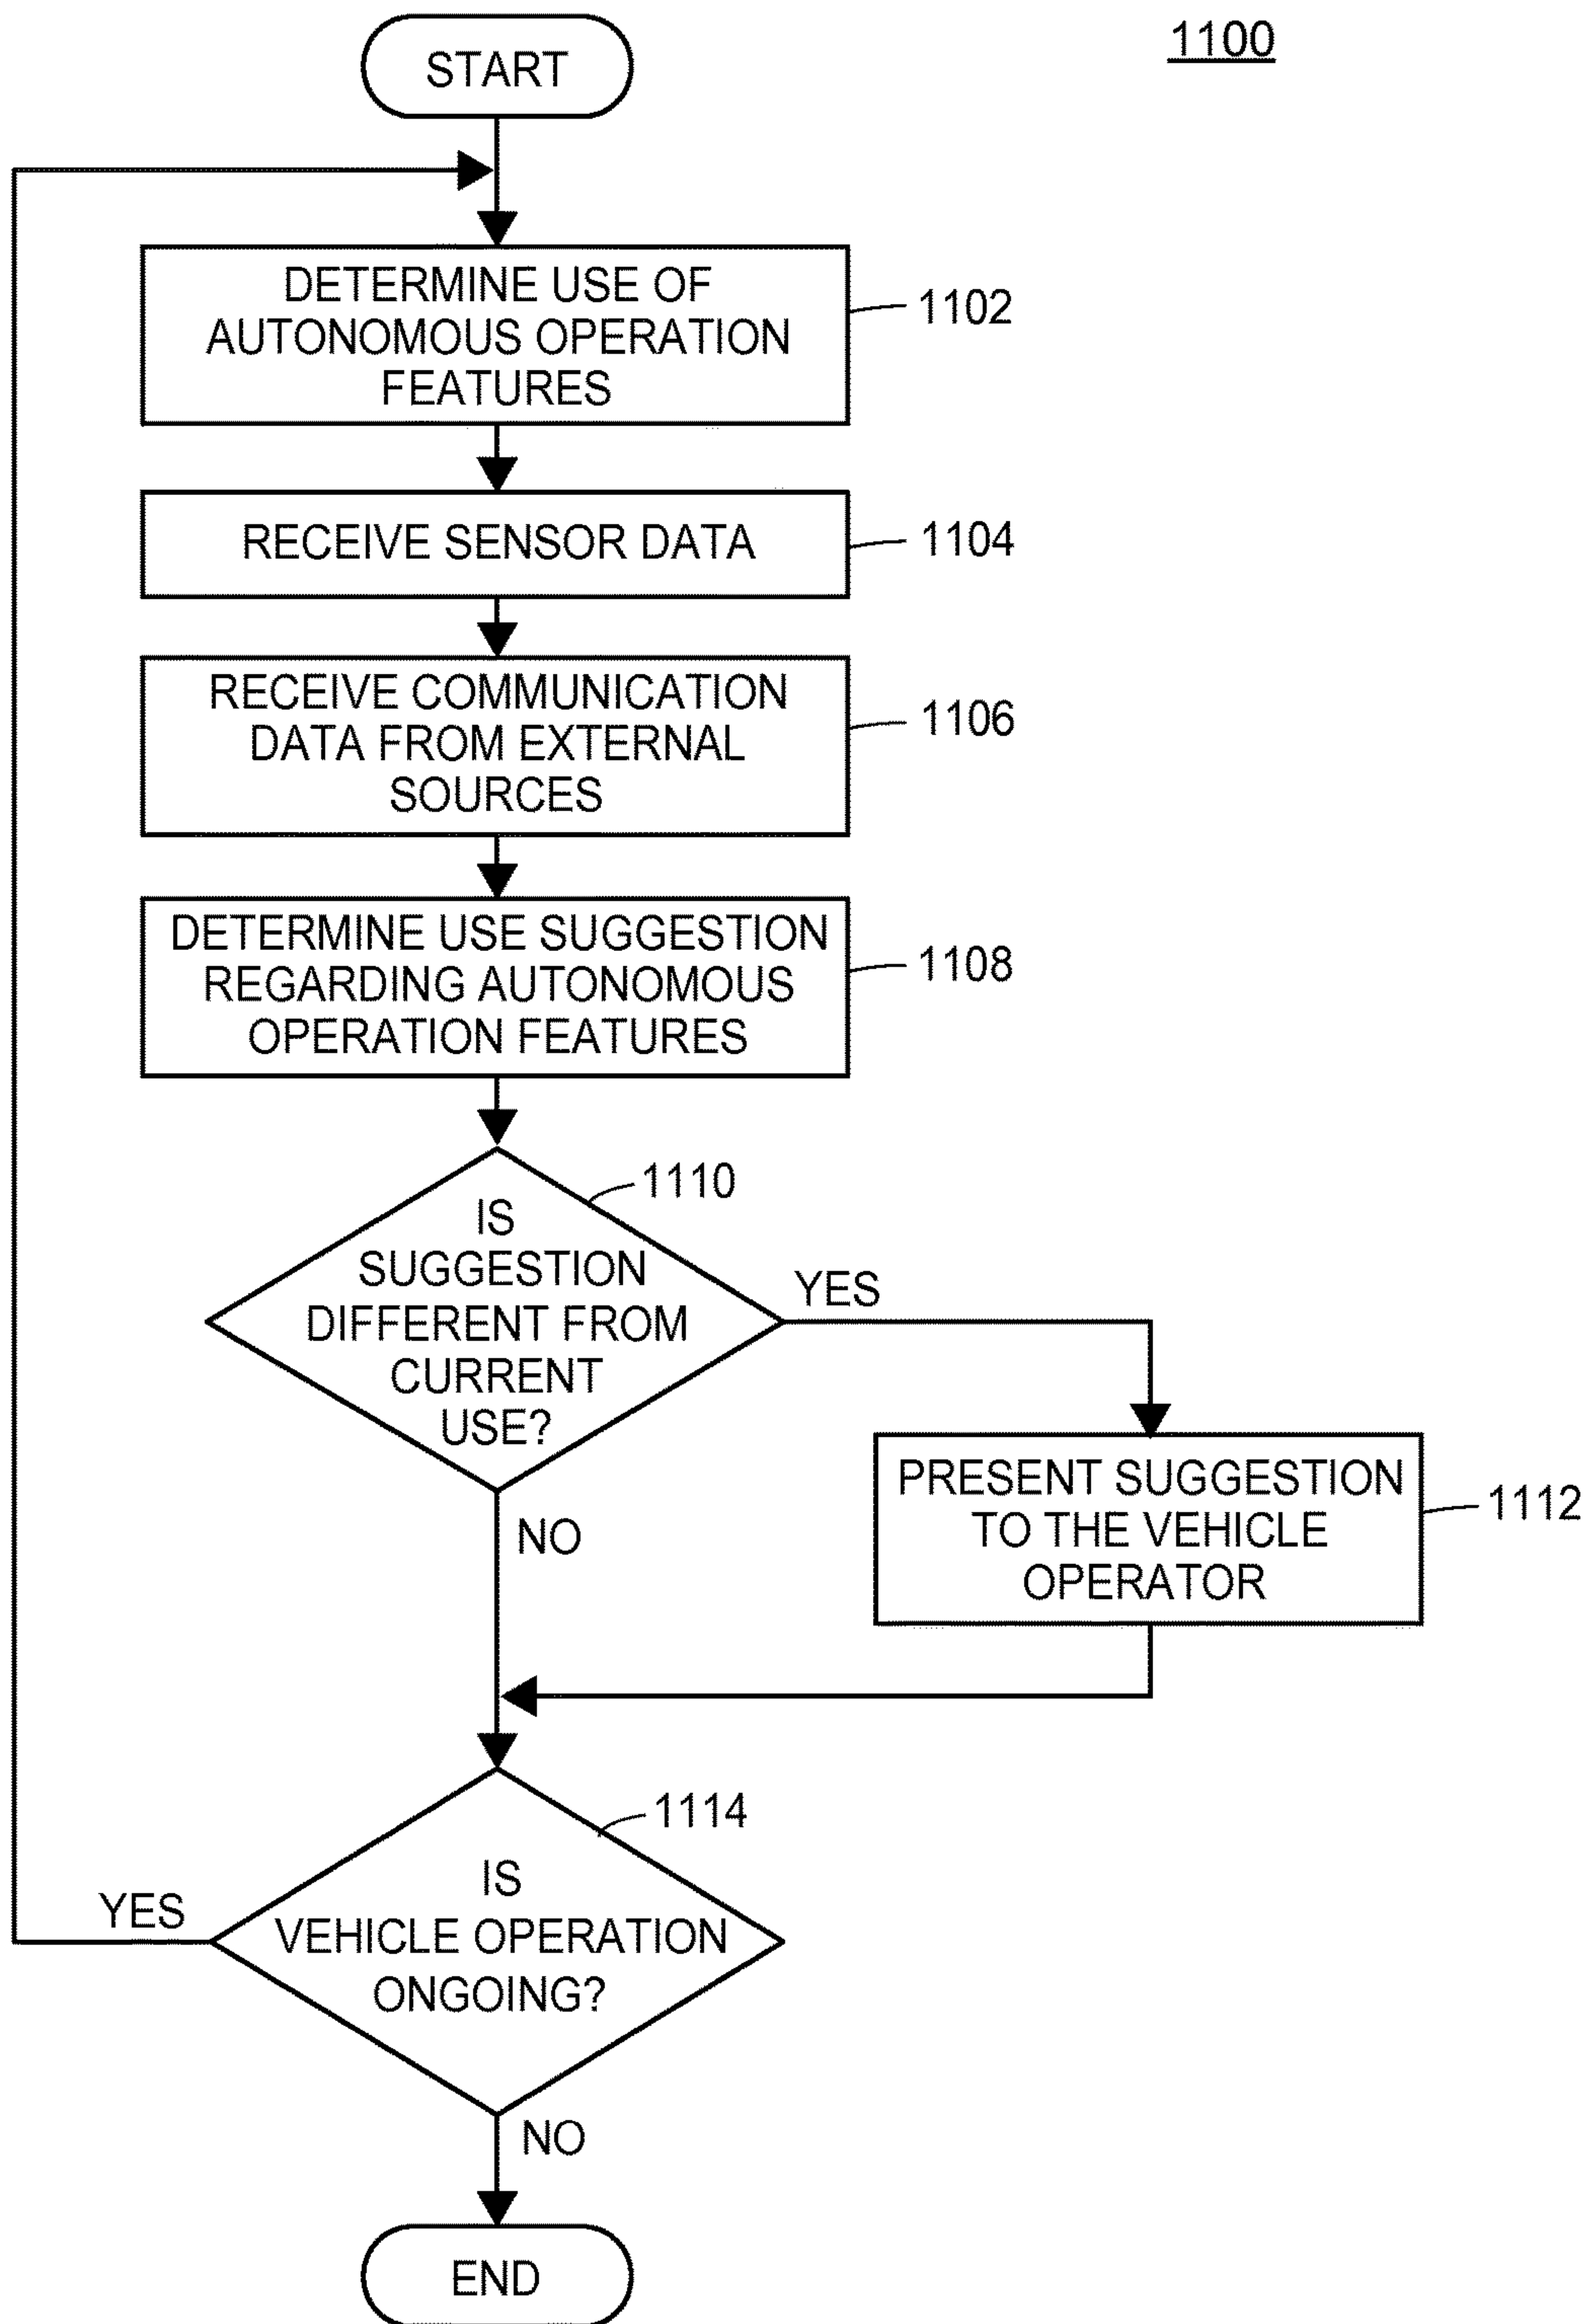 1100
START
DETERMINE USE OF
AUTONOMOUS OPERATION
FEATURES
1102
RECEIVE SENSOR DATA
1104
RECEIVE COMMUNICATION
DATA FROM EXTERNAL
SOURCES
1106
DETERMINE USE SUGGESTION
REGARDING AUTONOMOUS
OPERATION FEATURES
1108
1110
IS
SUGGESTION
DIFFERENT FROM
CURRENT
USE?
YES
NO
PRESENT SUGGESTION
TO THE VEHICLE
OPERATOR
1112
1114
IS
VEHICLE OPERATION
ONGOING?
YES
NO
END